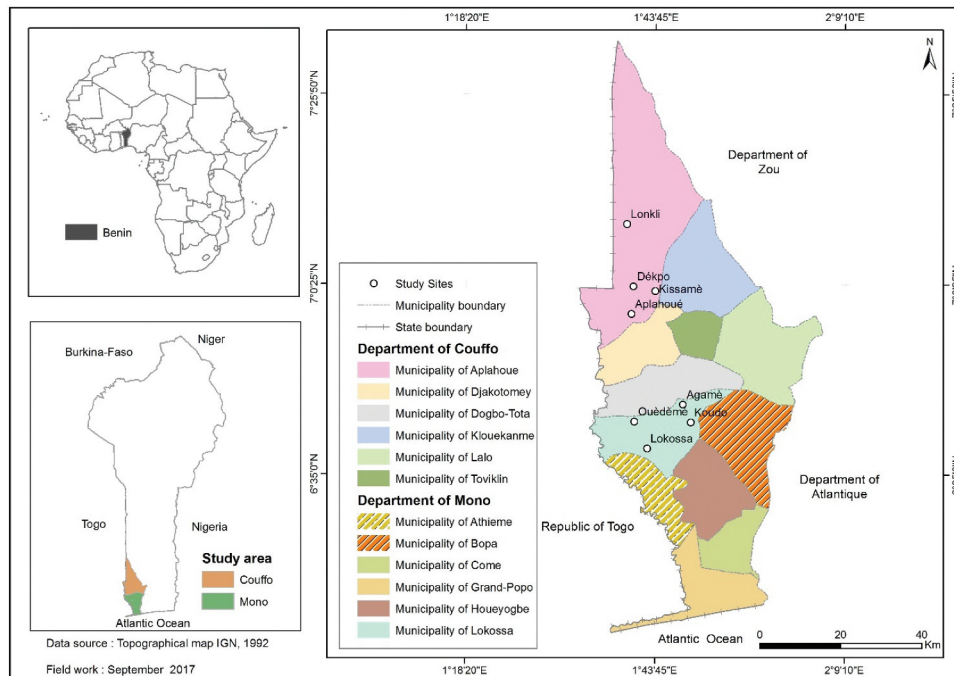 1°18'20"E
1°43'45"E
2°9'10"E
N
7°25'50"N
Department of
Zou
Benin
Lonkli
Dékpo
Kissamè
Aplahoué
7°0'25"N
Study Sites
Municipality boundary
State boundary
Department of Couffo
Municipality of Aplahoue
Municipality of Djakotomey
Municipality of Dogbo-Tota
Municipality of Klouekanme
Municipality of Lalo
Municipality of Toviklin
Department of Mono
Municipality of Athieme
Municipality of Bopa
Municipality of Come
Municipality of Grand-Popo
Municipality of Houeyogbe
Municipality of Lokossa
Agamè
Ouèdèmè
Koudo
Lokossa
6°35'0"N
Department of
Atlantique
Republic of Togo
Atlantic Ocean
0 20 40
Km
Niger
Burkina-Faso
Togo
Nigeria
Study area
Couffo
Mono
Atlantic Ocean
Data source : Topographical map IGN, 1992
Field work : September 2017
1°18'20"E
1°43'45"E
2°9'10"E